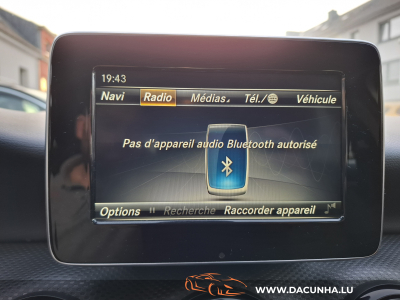 19:43
Navi Radio Médias Tél./ Véhicule
Pas d'appareil audio Bluetooth autorisé
Options Recherche Raccorder appareil
WWW.DACUNHA.LU